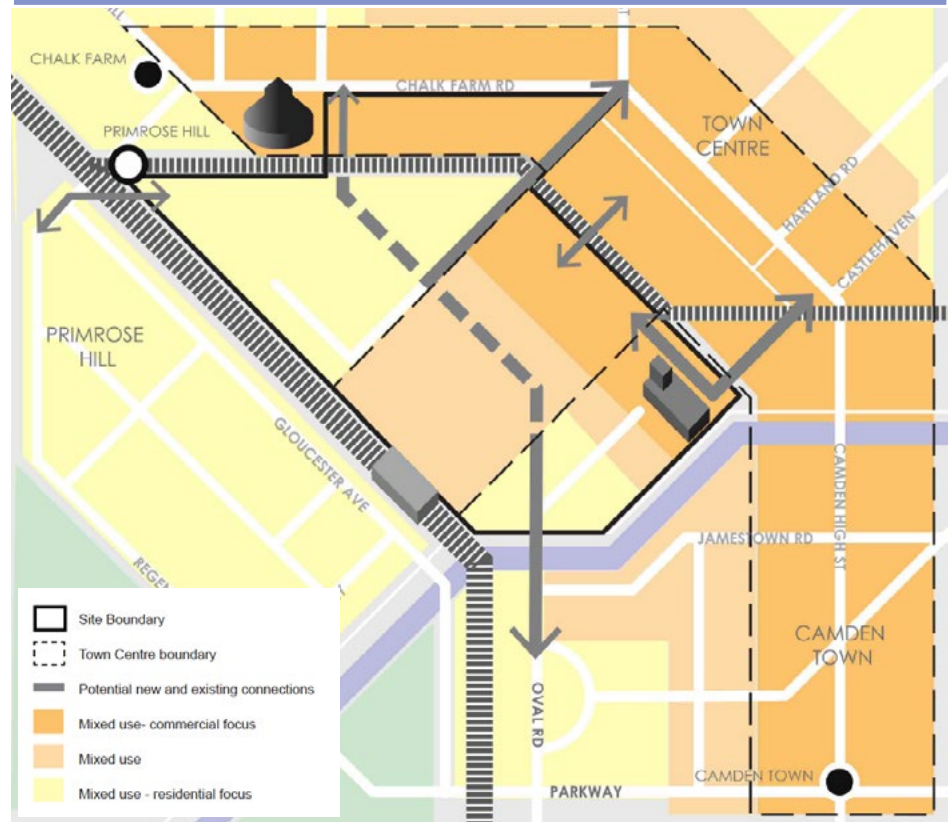 CHALK FARM
CHALK FARM RD
PRIMROSE HILL
TOWN
CENTRE
HARTLAND RD
CASTLEHAVEN
PRIMROSE
HILL
GLOUCESTER AVE
CAMDEN HIGH ST
JAMESTOWN RD
CAMDEN
TOWN
OVAL RD
CAMDEN TOWN
PARKWAY
Site Boundary
Town Centre boundary
Potential new and existing connections
Mixed use- commercial focus
Mixed use
Mixed use - residential focus